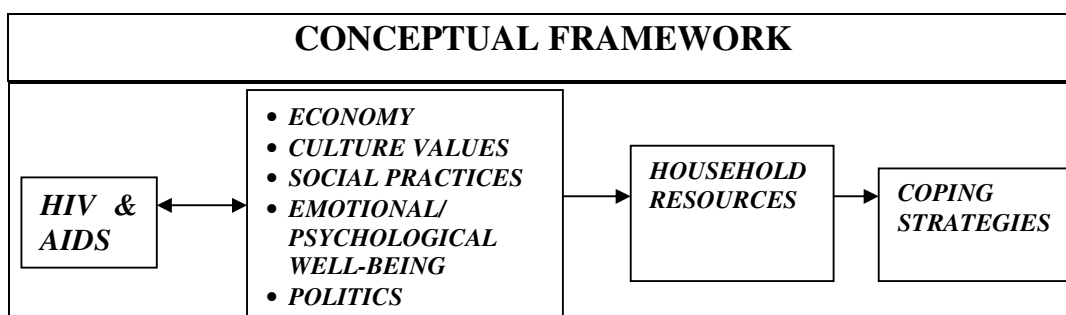 CONCEPTUAL FRAMEWORK
HIV &
AIDS
• ECONOMY
• CULTURE VALUES
• SOCIAL PRACTICES
• EMOTIONAL/
PSYCHOLOGICAL
WELL-BEING
• POLITICS
HOUSEHOLD
RESOURCES
COPING
STRATEGIES